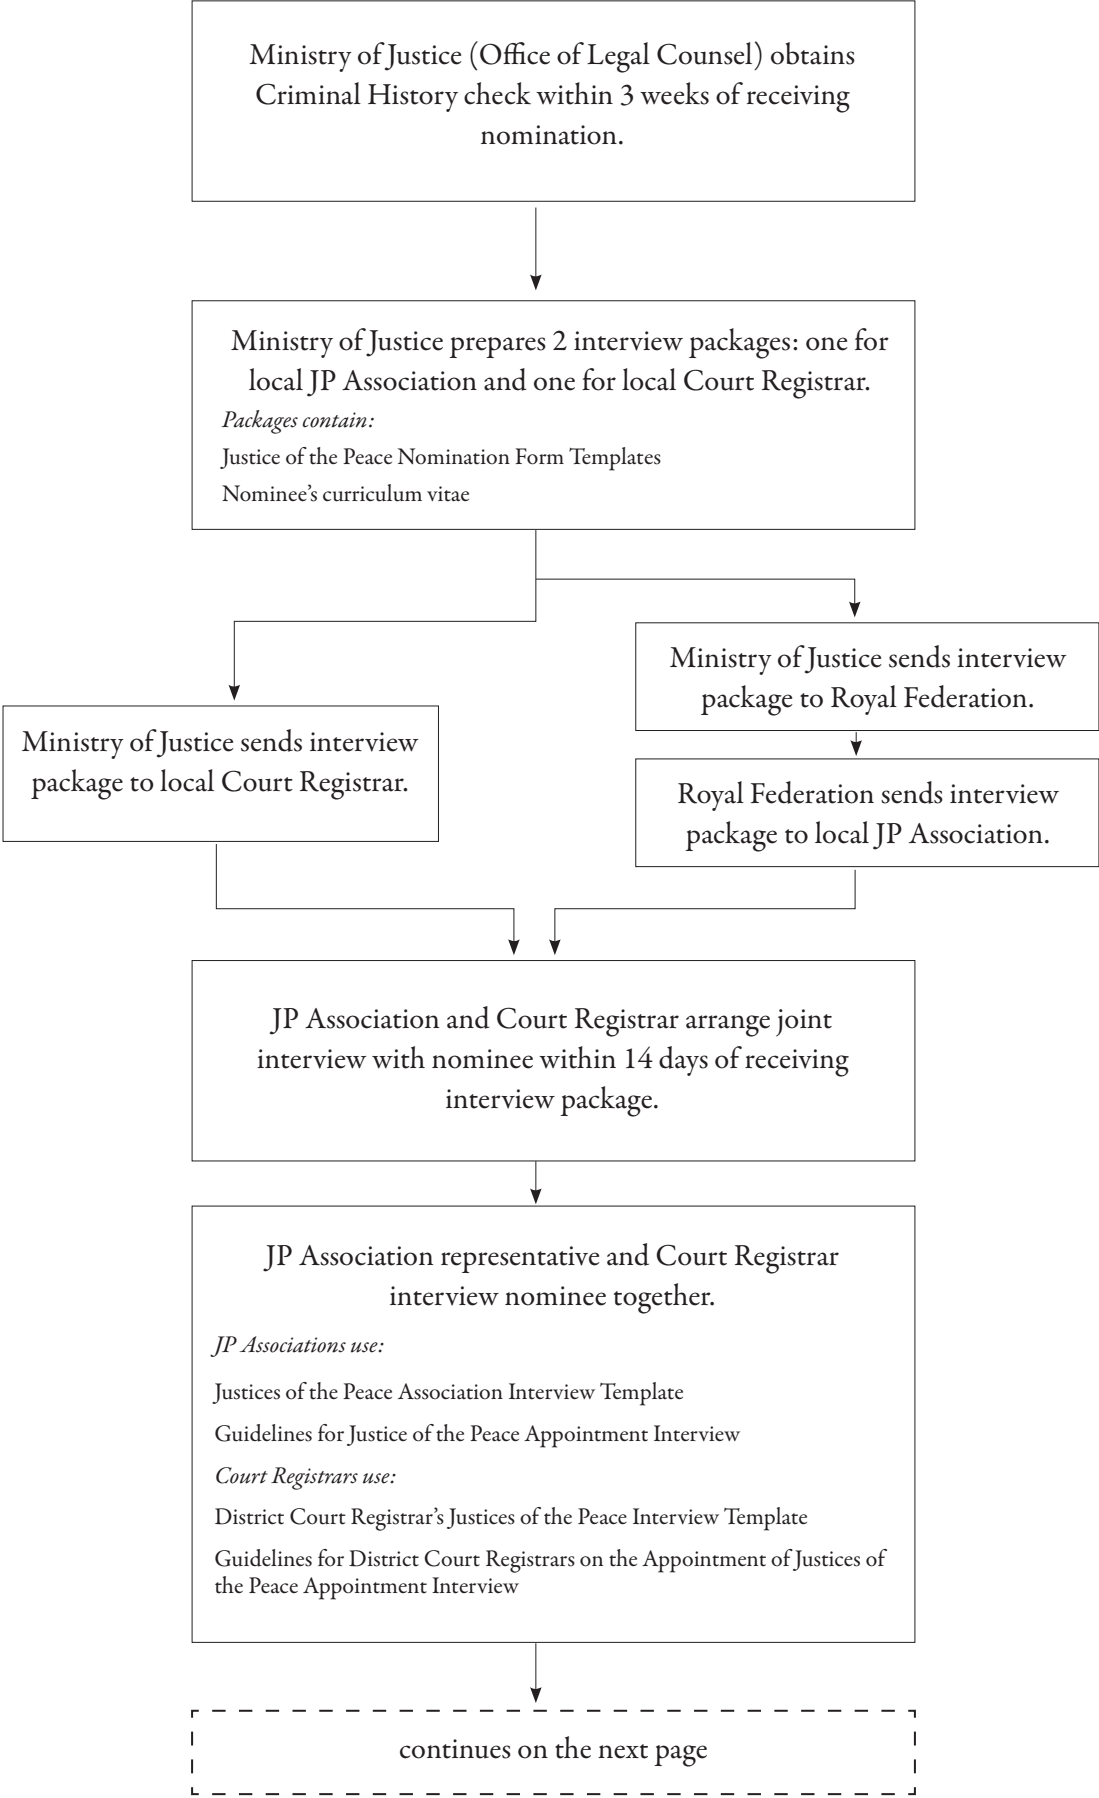 Ministry of Justice (Office of Legal Counsel) obtains
Criminal History check within 3 weeks of receiving
nomination.
Ministry of Justice prepares 2 interview packages: one for
local JP Association and one for local Court Registrar.
Packages contain:
Justice of the Peace Nomination Form Templates
Nominee’s curriculum vitae
Ministry of Justice sends interview
package to Royal Federation.
Ministry of Justice sends interview
package to local Court Registrar.
Royal Federation sends interview
package to local JP Association.
JP Association and Court Registrar arrange joint
interview with nominee within 14 days of receiving
interview package.
JP Association representative and Court Registrar
interview nominee together.
JP Associations use:
Justices of the Peace Association Interview Template
Guidelines for Justice of the Peace Appointment Interview
Court Registrars use:
District Court Registrar’s Justices of the Peace Interview Template
Guidelines for District Court Registrars on the Appointment of Justices of
the Peace Appointment Interview
continues on the next page